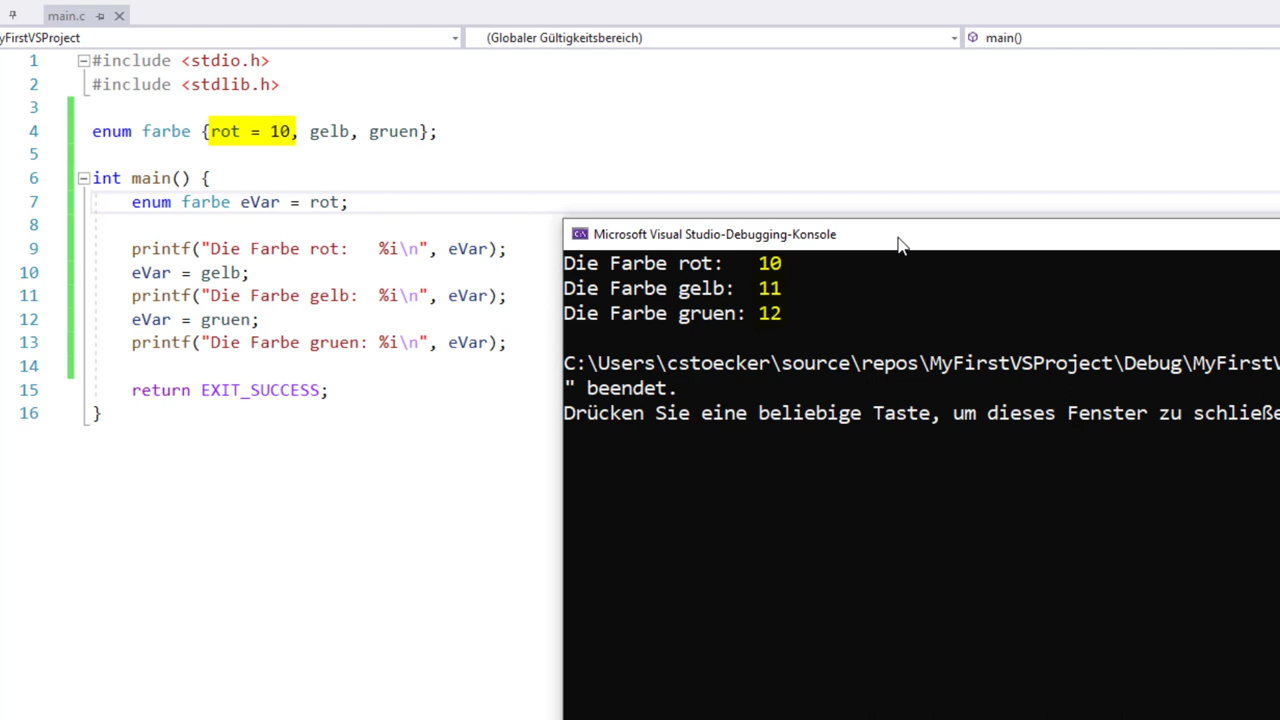 main.c
yFirstVSProject
(Globaler Gültigkeitsbereich)
main()
1 #include <stdio.h>
2 #include <stdlib.h>
3
4 enum farbe {rot = 10, gelb, gruen};
5
6 int main() {
7 enum farbe eVar = rot;
8
9 printf("Die Farbe rot:   %i\n", eVar);
10 eVar = gelb;
11 printf("Die Farbe gelb:  %i\n", eVar);
12 eVar = gruen;
13 printf("Die Farbe gruen: %i\n", eVar);
14
15 return EXIT_SUCCESS;
16 }
Microsoft Visual Studio-Debugging-Konsole
Die Farbe rot:   10
Die Farbe gelb:  11
Die Farbe gruen: 12
C:\Users\cstoecker\source\repos\MyFirstVSProject\Debug\MyFirstV
" beendet.
Drücken Sie eine beliebige Taste, um dieses Fenster zu schließe